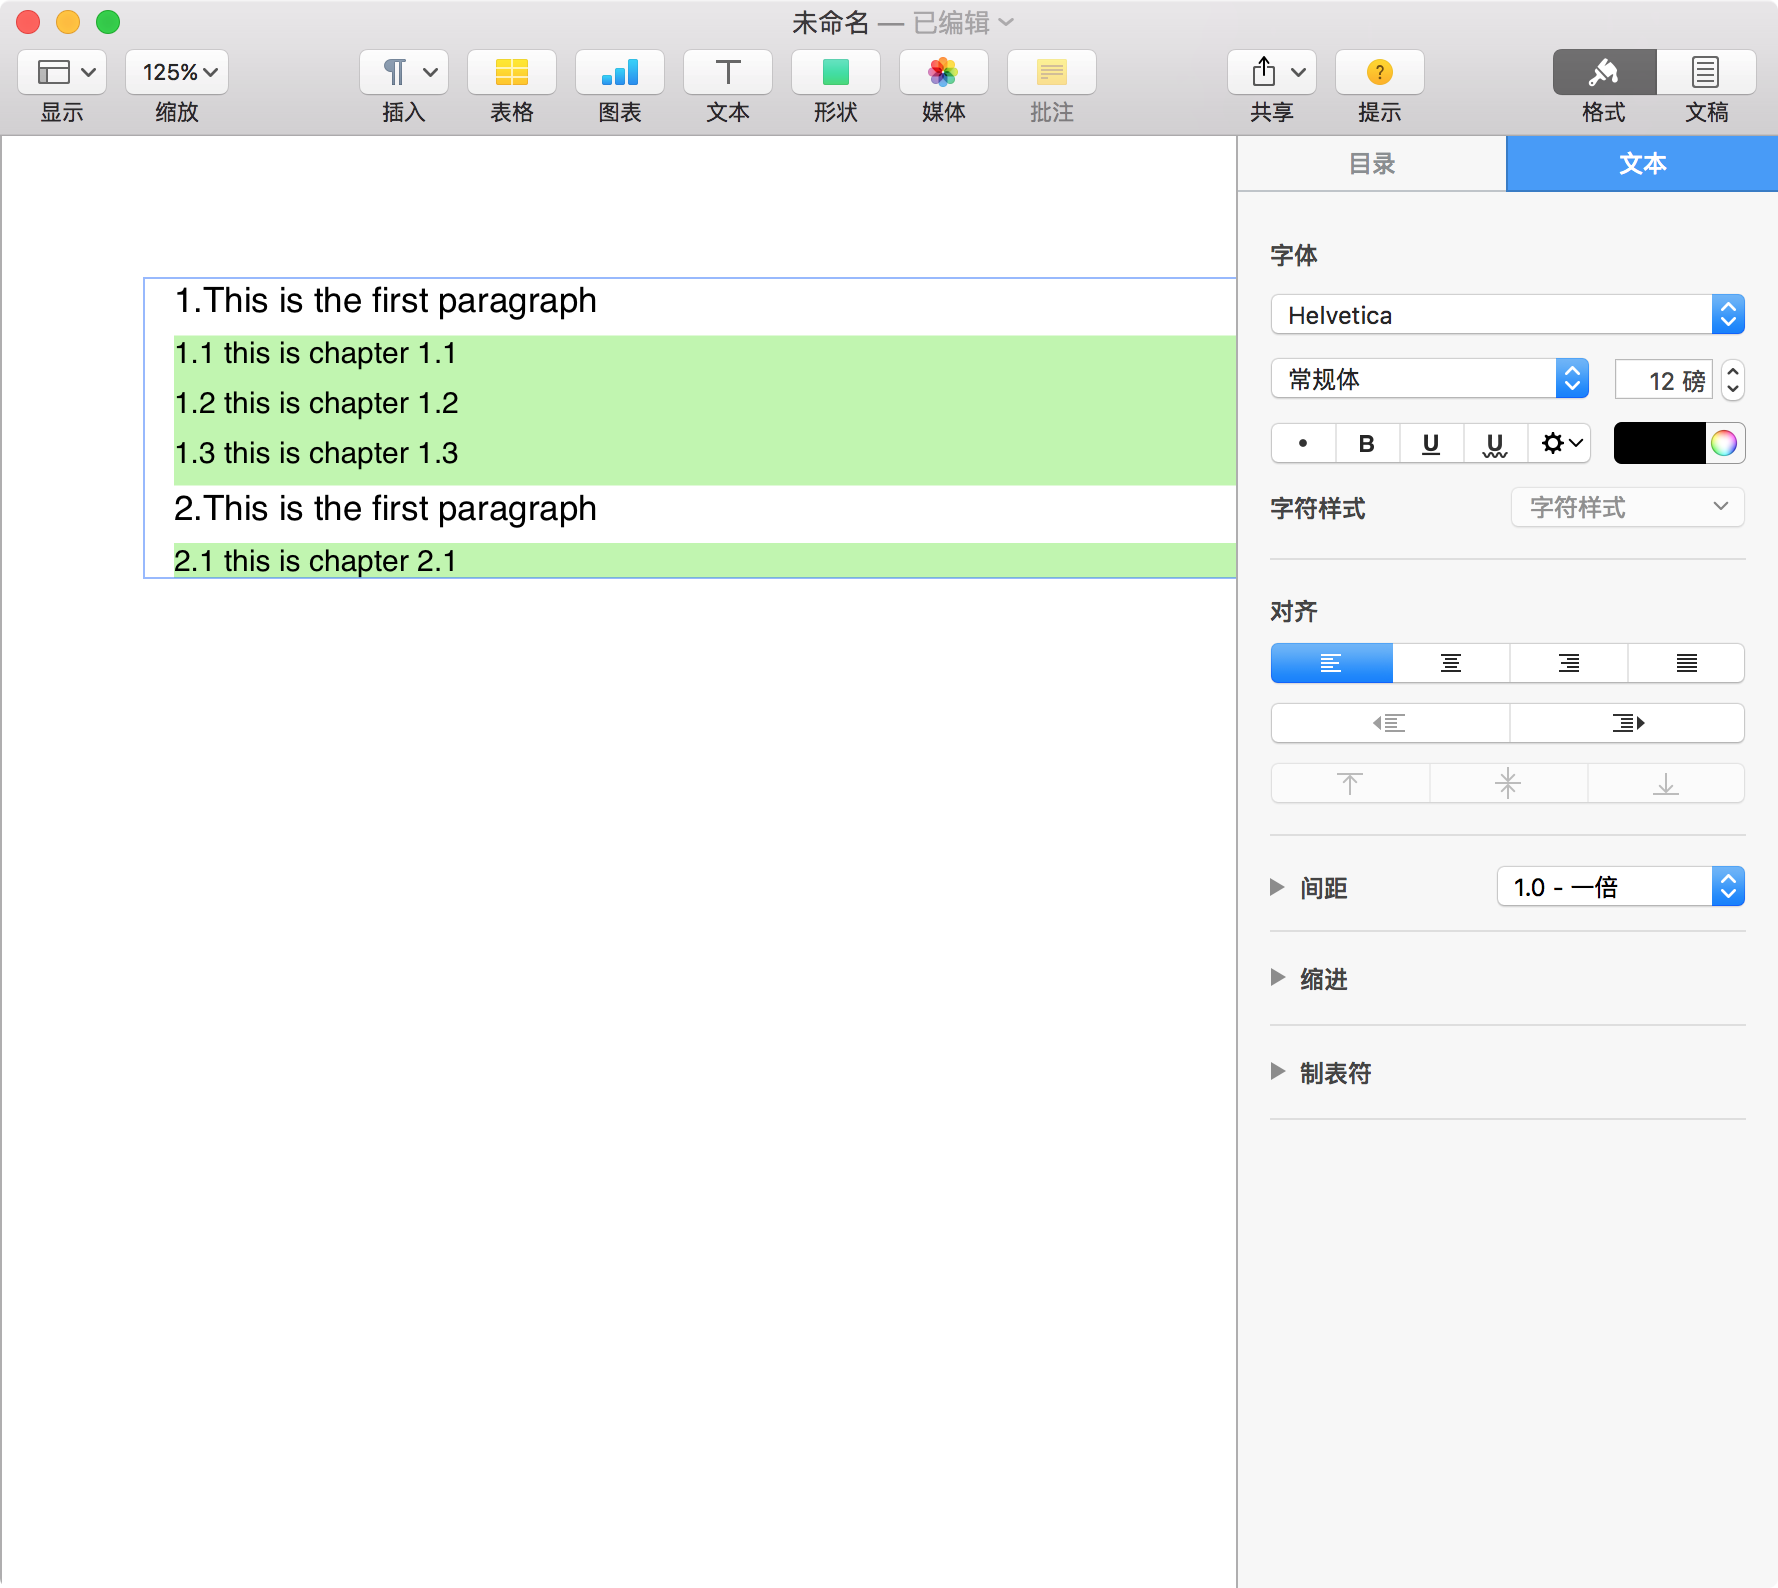 未命名 — 已编辑
125%
显示
缩放
插入
表格
图表
文本
形状
媒体
批注
共享
提示
格式
文稿
1.This is the first paragraph
1.1 this is chapter 1.1
1.2 this is chapter 1.2
1.3 this is chapter 1.3
2.This is the first paragraph
2.1 this is chapter 2.1
目录
文本
字体
Helvetica
常规体
12 磅
B U U
字符样式
字符样式
对齐
间距
1.0 - 一倍
缩进
制表符